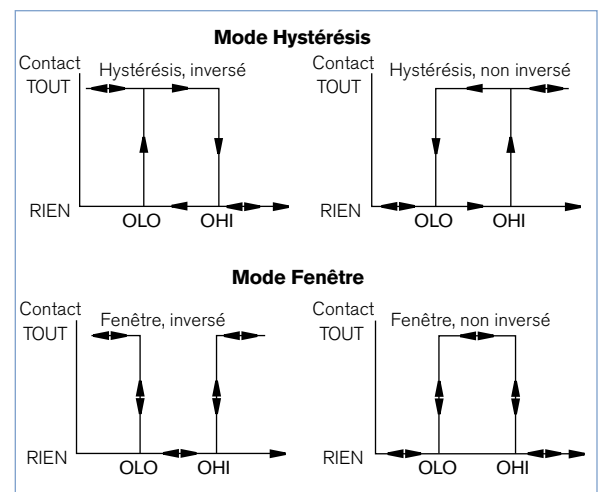 Mode Hystérésis
Contact
TOUT
Hystérésis, inversé
RIEN
OLO
OHI
Contact
TOUT
Hystérésis, non inversé
RIEN
OLO
OHI
Mode Fenêtre
Contact
TOUT
Fenêtre, inversé
RIEN
OLO
OHI
Contact
TOUT
Fenêtre, non inversé
RIEN
OLO
OHI